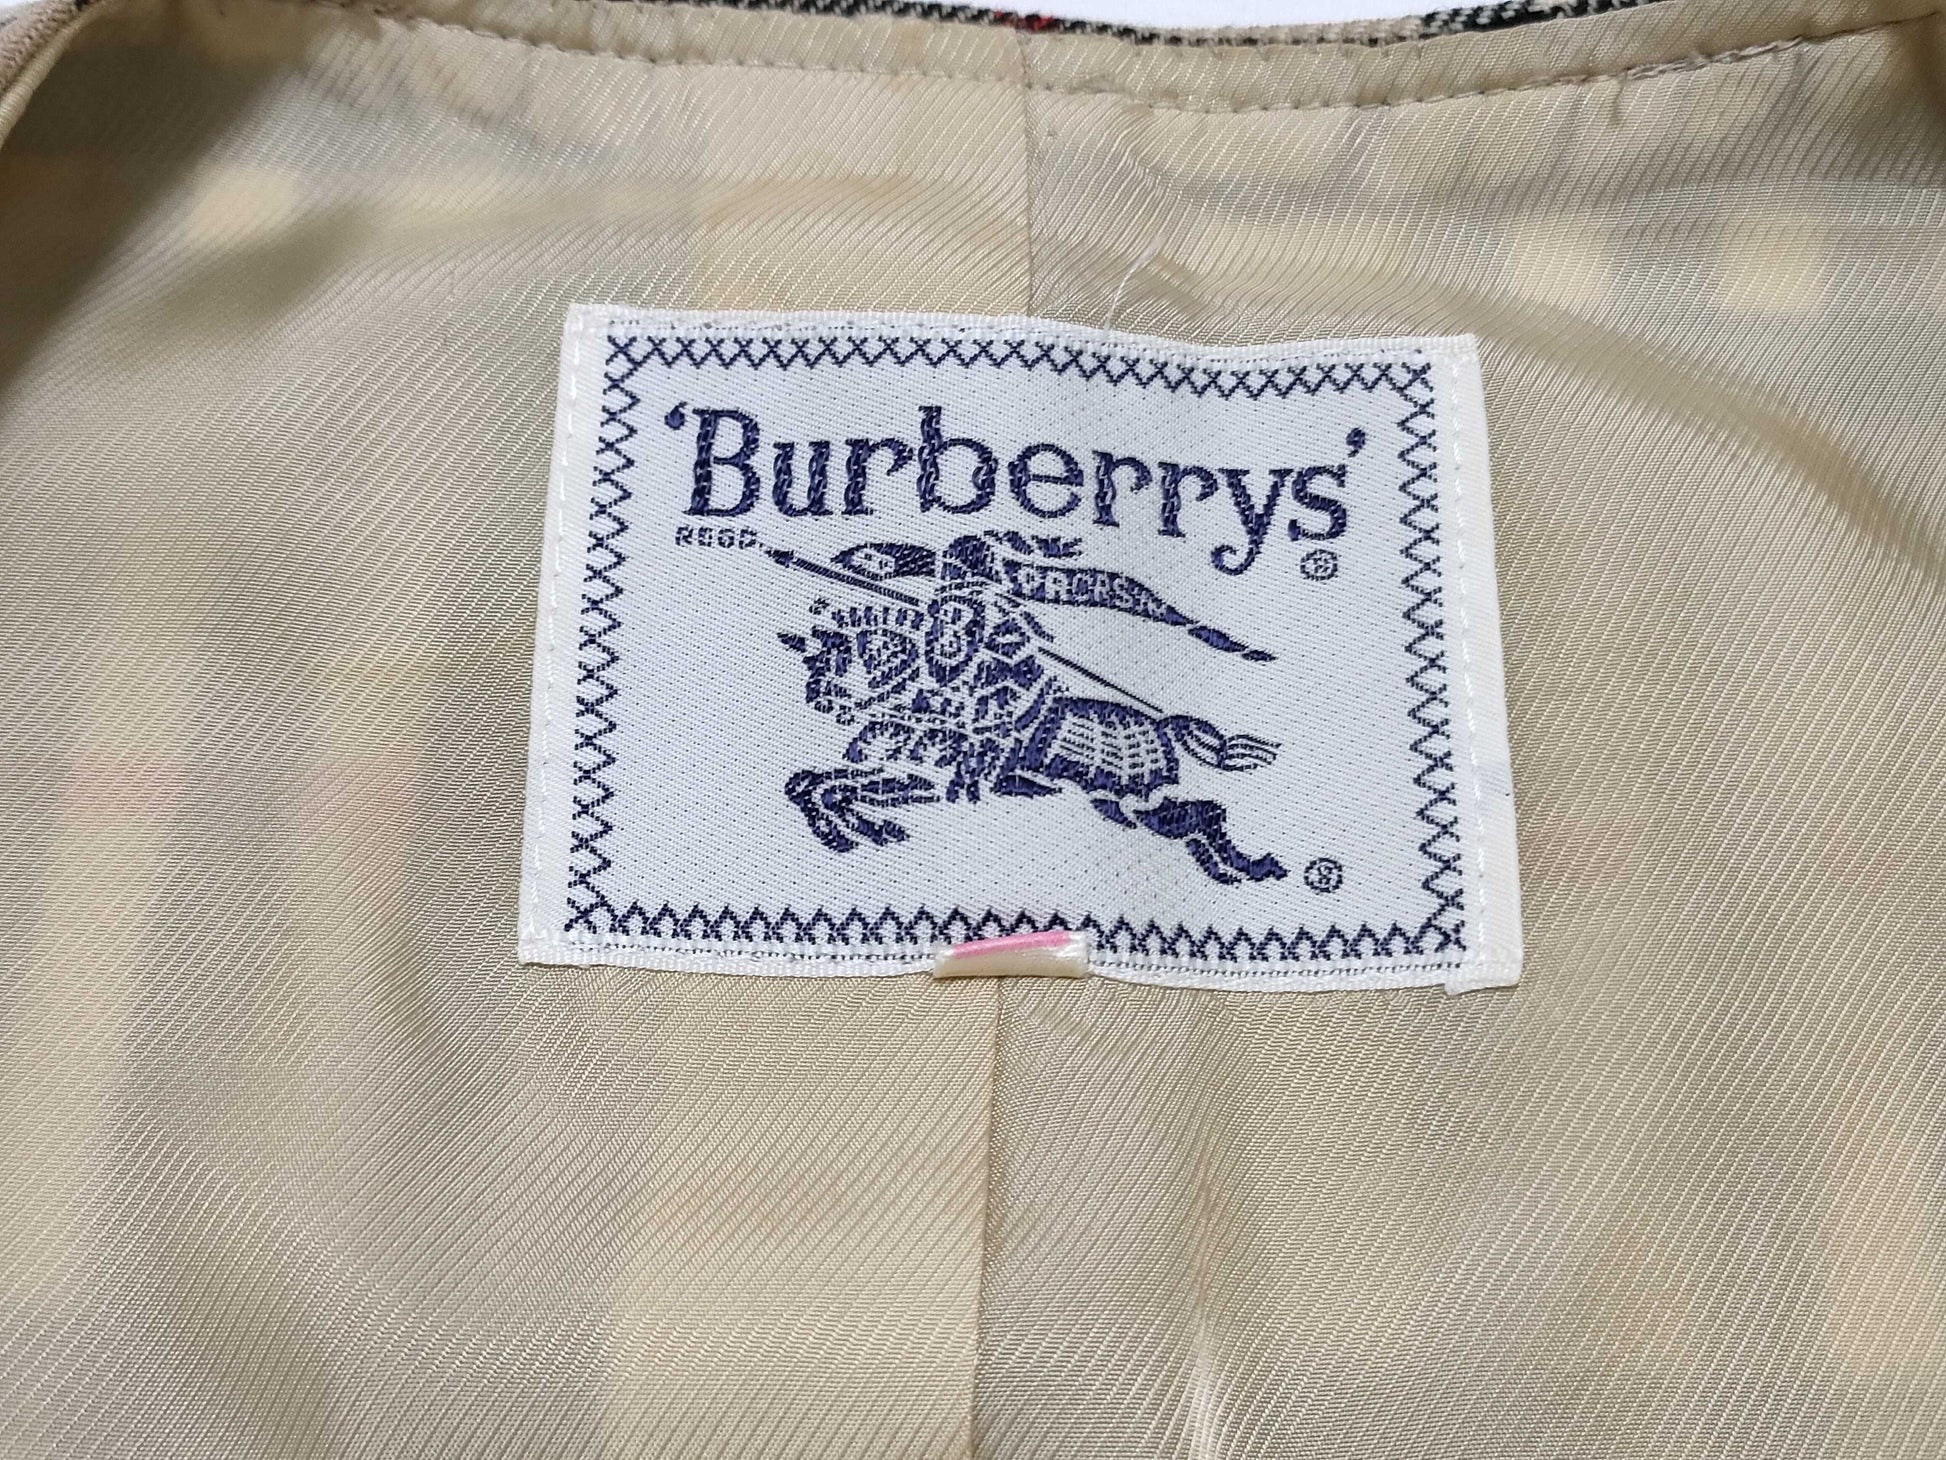 'Burberrys'
REGD. ®
PRORSUM
®